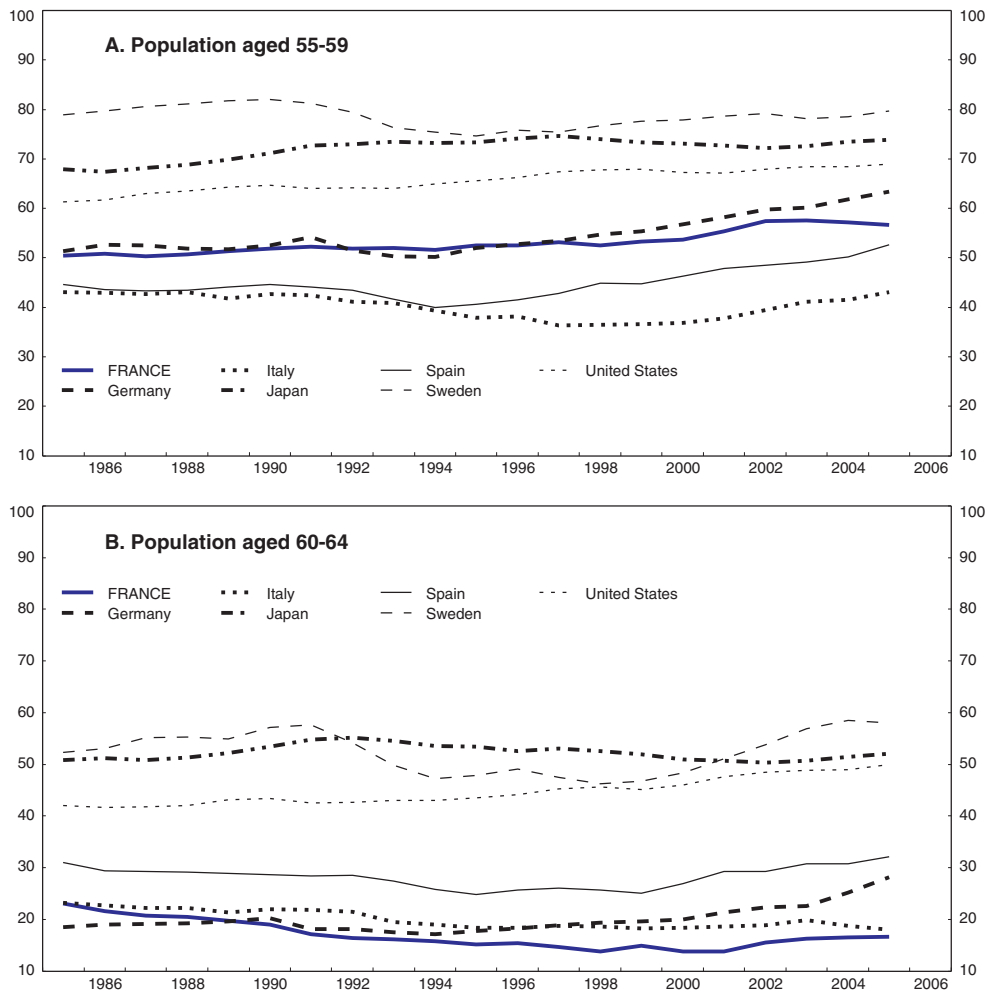 A. Population aged 55-59
100 100
90 90
80 80
70 70
60 60
50 50
40 40
30 30
20 20
10 10
FRANCE Italy Spain United States
Germany Japan Sweden
1986 1988 1990 1992 1994 1996 1998 2000 2002 2004 2006
B. Population aged 60-64
100 100
90 90
80 80
70 70
60 60
50 50
40 40
30 30
20 20
10 10
FRANCE Italy Spain United States
Germany Japan Sweden
1986 1988 1990 1992 1994 1996 1998 2000 2002 2004 2006